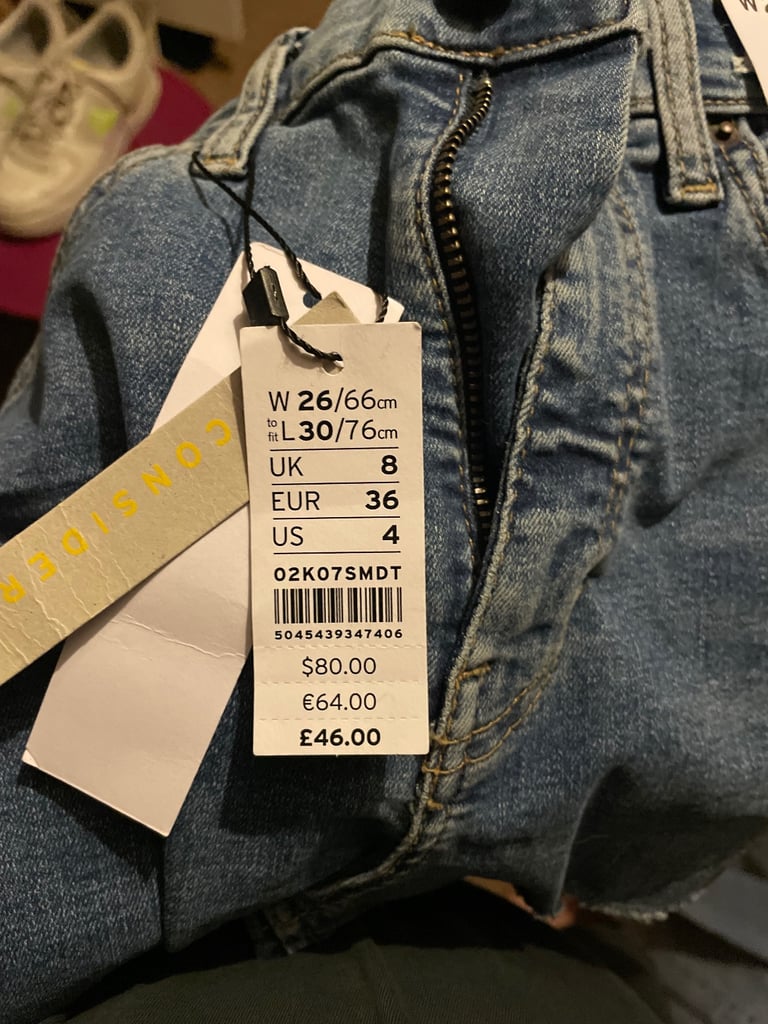 W 26/66cm
to fit L30/76cm
UK 8
EUR 36
US 4
02K07SMDT
5045439347406
$80.00
€64.00
£46.00
CONSIDER
W